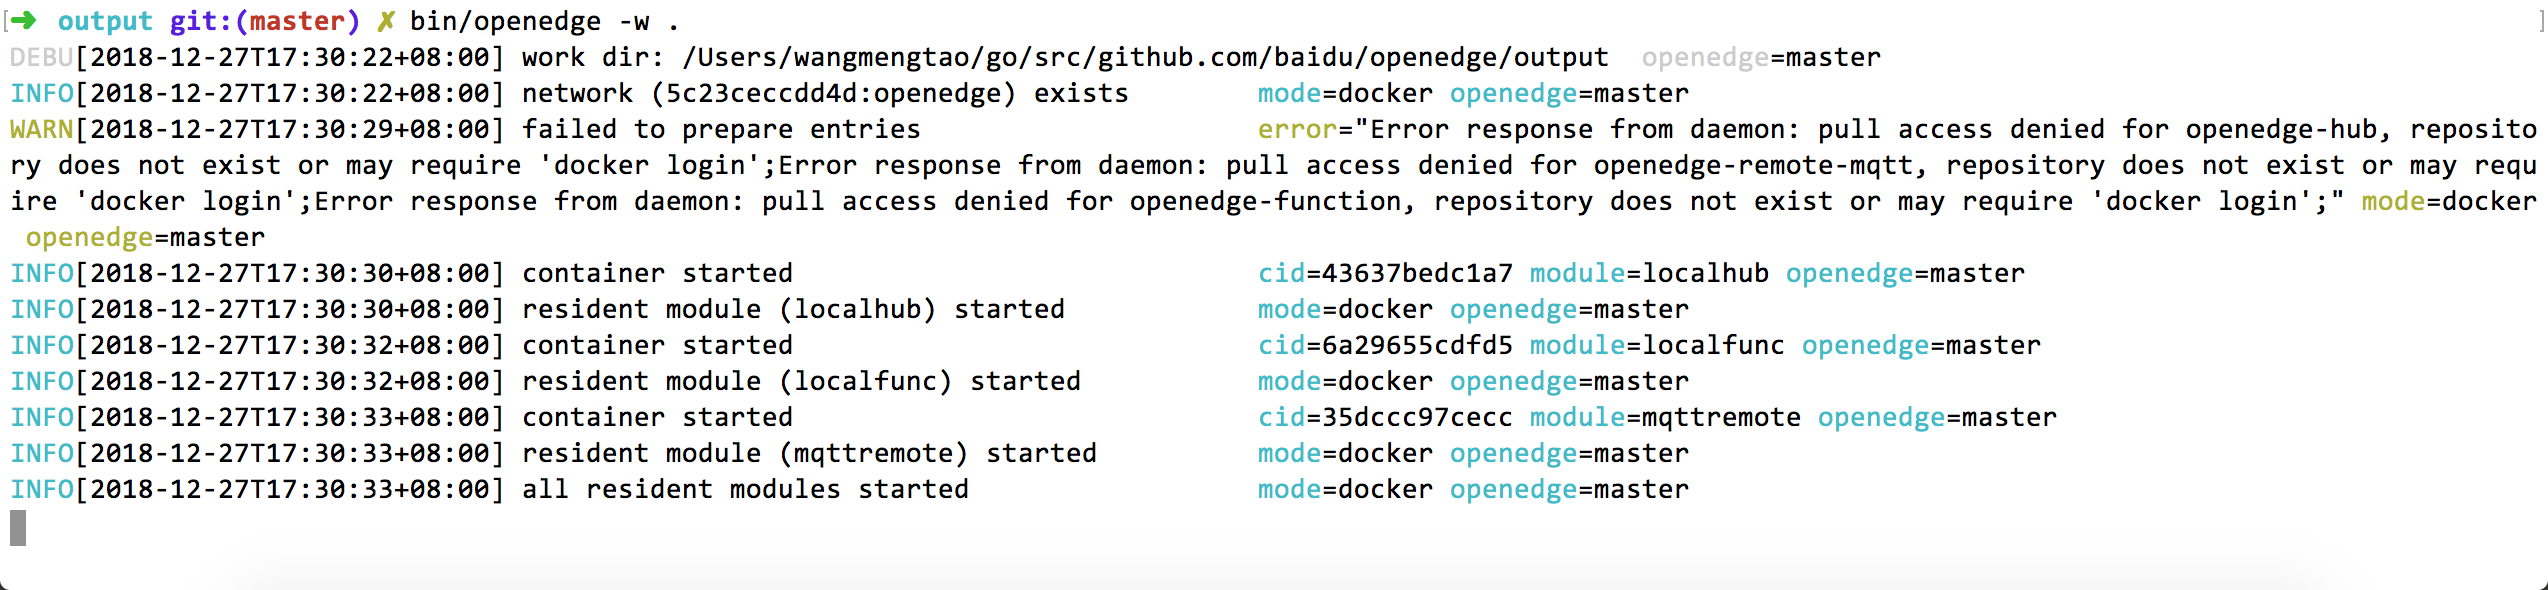 [➜ output git:(master) ✗ bin/openedge -w . ]
DEBU[2018-12-27T17:30:22+08:00] work dir: /Users/wangmengtao/go/src/github.com/baidu/openedge/output openedge=master
INFO[2018-12-27T17:30:22+08:00] network (5c23ceccdd4d:openedge) exists mode=docker openedge=master
WARN[2018-12-27T17:30:29+08:00] failed to prepare entries error="Error response from daemon: pull access denied for openedge-hub, reposito
ry does not exist or may require 'docker login';Error response from daemon: pull access denied for openedge-remote-mqtt, repository does not exist or may requ
ire 'docker login';Error response from daemon: pull access denied for openedge-function, repository does not exist or may require 'docker login';" mode=docker
openedge=master
INFO[2018-12-27T17:30:30+08:00] container started cid=43637bedc1a7 module=localhub openedge=master
INFO[2018-12-27T17:30:30+08:00] resident module (localhub) started mode=docker openedge=master
INFO[2018-12-27T17:30:32+08:00] container started cid=6a29655cdfd5 module=localfunc openedge=master
INFO[2018-12-27T17:30:32+08:00] resident module (localfunc) started mode=docker openedge=master
INFO[2018-12-27T17:30:33+08:00] container started cid=35dccc97cecc module=mqttremote openedge=master
INFO[2018-12-27T17:30:33+08:00] resident module (mqttremote) started mode=docker openedge=master
INFO[2018-12-27T17:30:33+08:00] all resident modules started mode=docker openedge=master